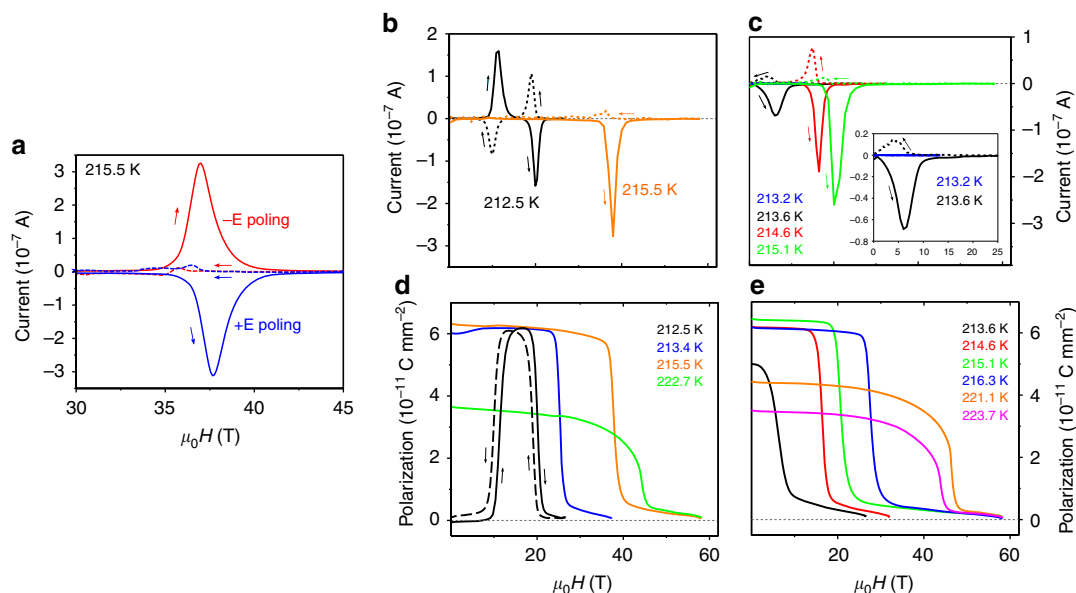 a
215.5 K
3
2
1
0
−1
−2
−3
30
35
40
45
Current (10⁻⁷ A)
μ₀H (T)
−E poling
+E poling
b
2
1
0
−1
−2
−3
Current (10⁻⁷ A)
212.5 K
215.5 K
c
1
0
−1
−2
−3
Current (10⁻⁷ A)
213.2 K
213.6 K
214.6 K
215.1 K
0.2
0
−0.2
−0.4
−0.6
−0.8
0
5
10
15
20
25
213.2 K
213.6 K
d
6
4
2
0
20
40
60
Polarization (10⁻¹¹ C mm⁻²)
μ₀H (T)
212.5 K
213.4 K
215.5 K
222.7 K
e
6
4
2
0
20
40
60
Polarization (10⁻¹¹ C mm⁻²)
μ₀H (T)
213.6 K
214.6 K
215.1 K
216.3 K
221.1 K
223.7 K